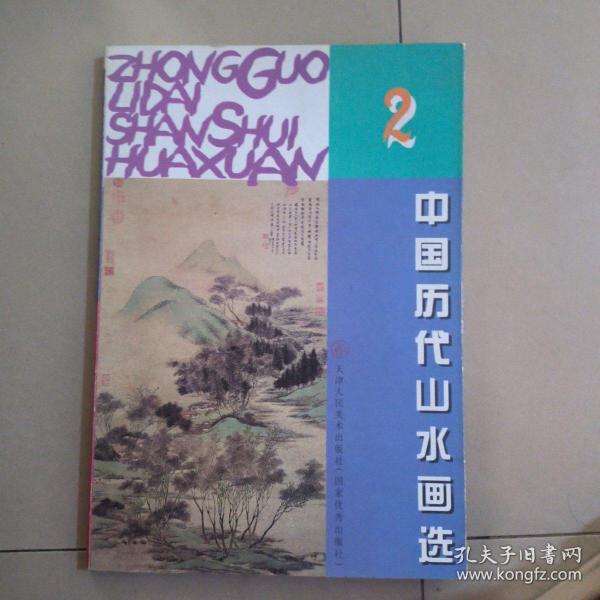 ZHONGGUO
LIDAI
SHANSHUI
HUAXUAN
2
中国历代山水画选
天津人民美术出版社(国家优秀出版社)
孔夫子旧书网
www.kongfz.com